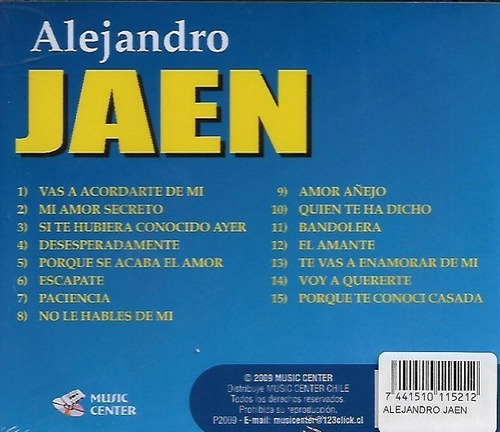 Alejandro
JAEN
1) VAS A ACORDARTE DE MI
2) MI AMOR SECRETO
3) SI TE HUBIERA CONOCIDO AYER
4) DESESPERADAMENTE
5) PORQUE SE ACABA EL AMOR
6) ESCAPATE
7) PACIENCIA
8) NO LE HABLES DE MI
9) AMOR AÑEJO
10) QUIEN TE HA DICHO
11) BANDOLERA
12) EL AMANTE
13) TE VAS A ENAMORAR DE MI
14) VOY A QUERERTE
15) PORQUE TE CONOCI CASADA
MUSIC
CENTER
© 2009 MUSIC CENTER
Distribuye MUSIC CENTER CHILE
Todos los derechos reservados.
Prohibida su reproducción.
P2009 - E-mail: musicenter@123click.cl
7 441510 115212
ALEJANDRO JAEN